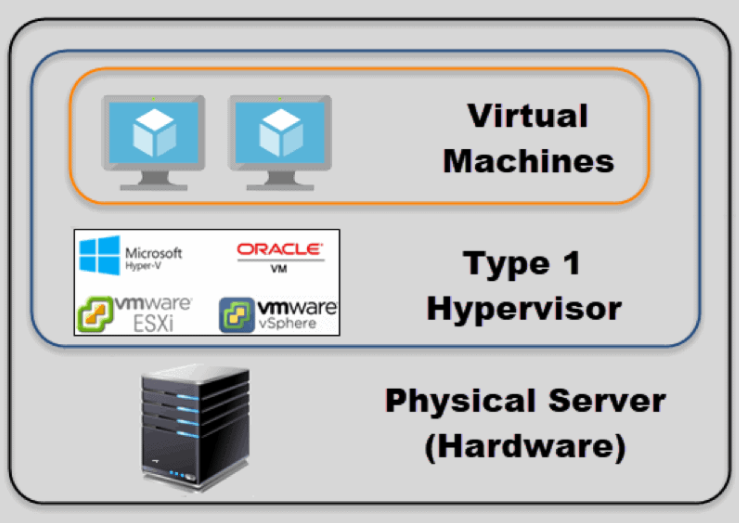 Virtual
Machines
Microsoft
Hyper-V
ORACLE
VM
vmware
ESXi
vmware
vSphere
Type 1
Hypervisor
Physical Server
(Hardware)